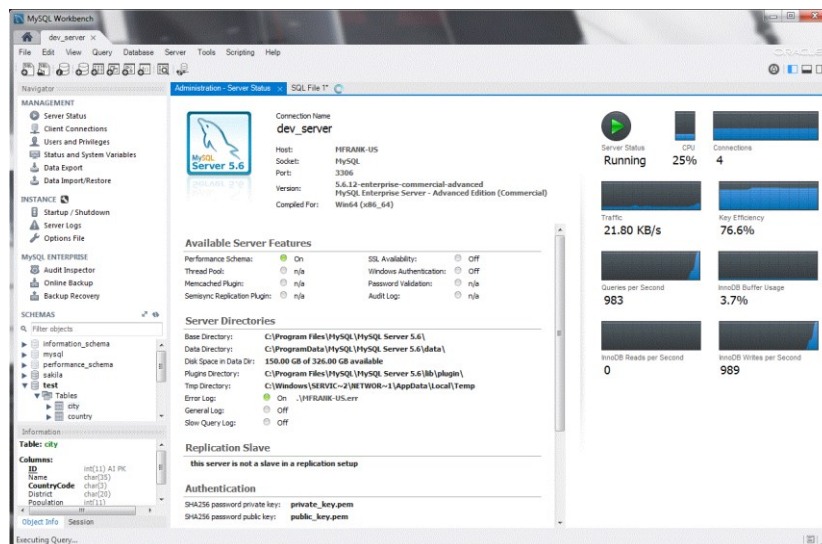 MySQL Workbench
dev_server ×
File Edit View Query Database Server Tools Scripting Help
ORACLE
Navigator
Administration - Server Status × SQL File 1*
MANAGEMENT
Server Status
Client Connections
Users and Privileges
Status and System Variables
Data Export
Data Import/Restore
INSTANCE
Startup / Shutdown
Server Logs
Options File
MySQL ENTERPRISE
Audit Inspector
Online Backup
Backup Recovery
SCHEMAS
Filter objects
information_schema
mysql
performance_schema
sakila
test
Tables
city
country
Information
Table: city
Columns:
ID int(11) AI PK
Name char(35)
CountryCode char(3)
District char(20)
Population int(11)
Object Info Session
Executing Query...
MySQL
Server 5.6
Connection Name
dev_server
Host: MFRANK-US
Socket: MySQL
Port: 3306
Version: 5.6.12-enterprise-commercial-advanced
MySQL Enterprise Server - Advanced Edition (Commercial)
Compiled For: Win64 (x86_64)
Available Server Features
Performance Schema: On SSL Availability: Off
Thread Pool: n/a Windows Authentication: Off
Memcached Plugin: n/a Password Validation: n/a
Semisync Replication Plugin: n/a Audit Log: n/a
Server Directories
Base Directory: C:\Program Files\MySQL\MySQL Server 5.6\
Data Directory: C:\ProgramData\MySQL\MySQL Server 5.6\data\
Disk Space in Data Dir: 150.00 GB of 326.00 GB available
Plugins Directory: C:\Program Files\MySQL\MySQL Server 5.6\lib\plugin\
Tmp Directory: C:\Windows\SERVIC~2\NETWOR~1\AppData\Local\Temp
Error Log: On .\MFRANK-US.err
General Log: Off
Slow Query Log: Off
Replication Slave
this server is not a slave in a replication setup
Authentication
SHA256 password private key: private_key.pem
SHA256 password public key: public_key.pem
Server Status CPU Connections
Running 25% 4
Traffic Key Efficiency
21.80 KB/s 76.6%
Queries per Second InnoDB Buffer Usage
983 3.7%
InnoDB Reads per Second InnoDB Writes per Second
0 989